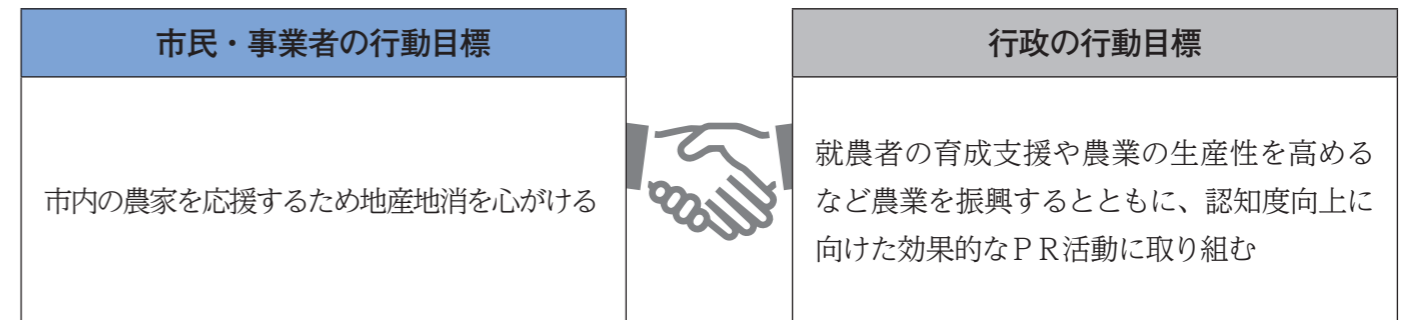 市民・事業者の行動目標
市内の農家を応援するため地産地消を心がける
行政の行動目標
就農者の育成支援や農業の生産性を高める
など農業を振興するとともに、認知度向上に
向けた効果的なＰＲ活動に取り組む